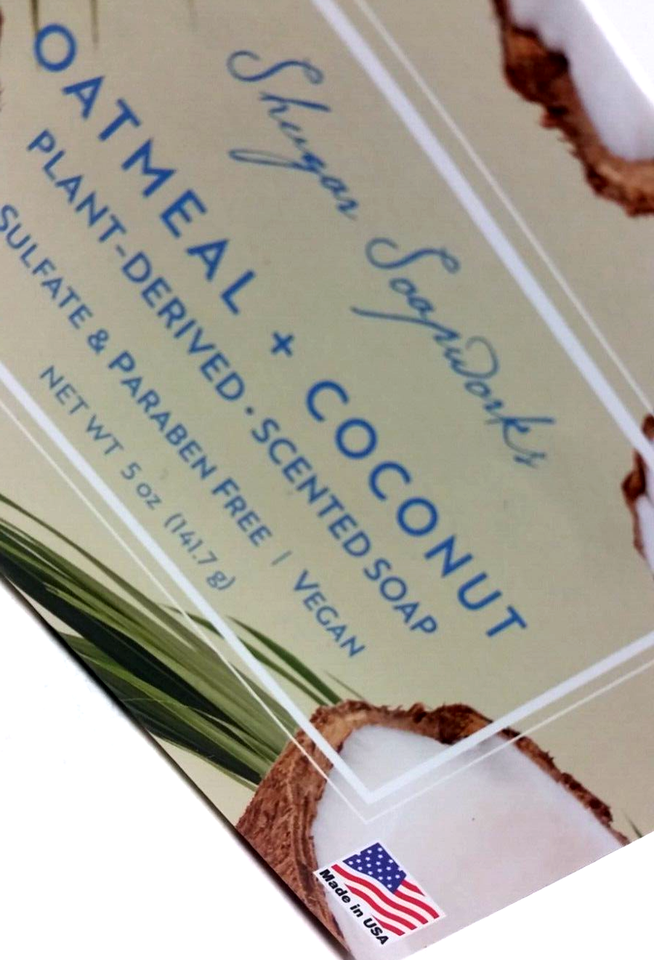 Shugar Soapworks
OATMEAL + COCONUT
PLANT-DERIVED • SCENTED SOAP
SULFATE & PARABEN FREE | VEGAN
NET WT 5 oz (141.7 g)
Made in USA